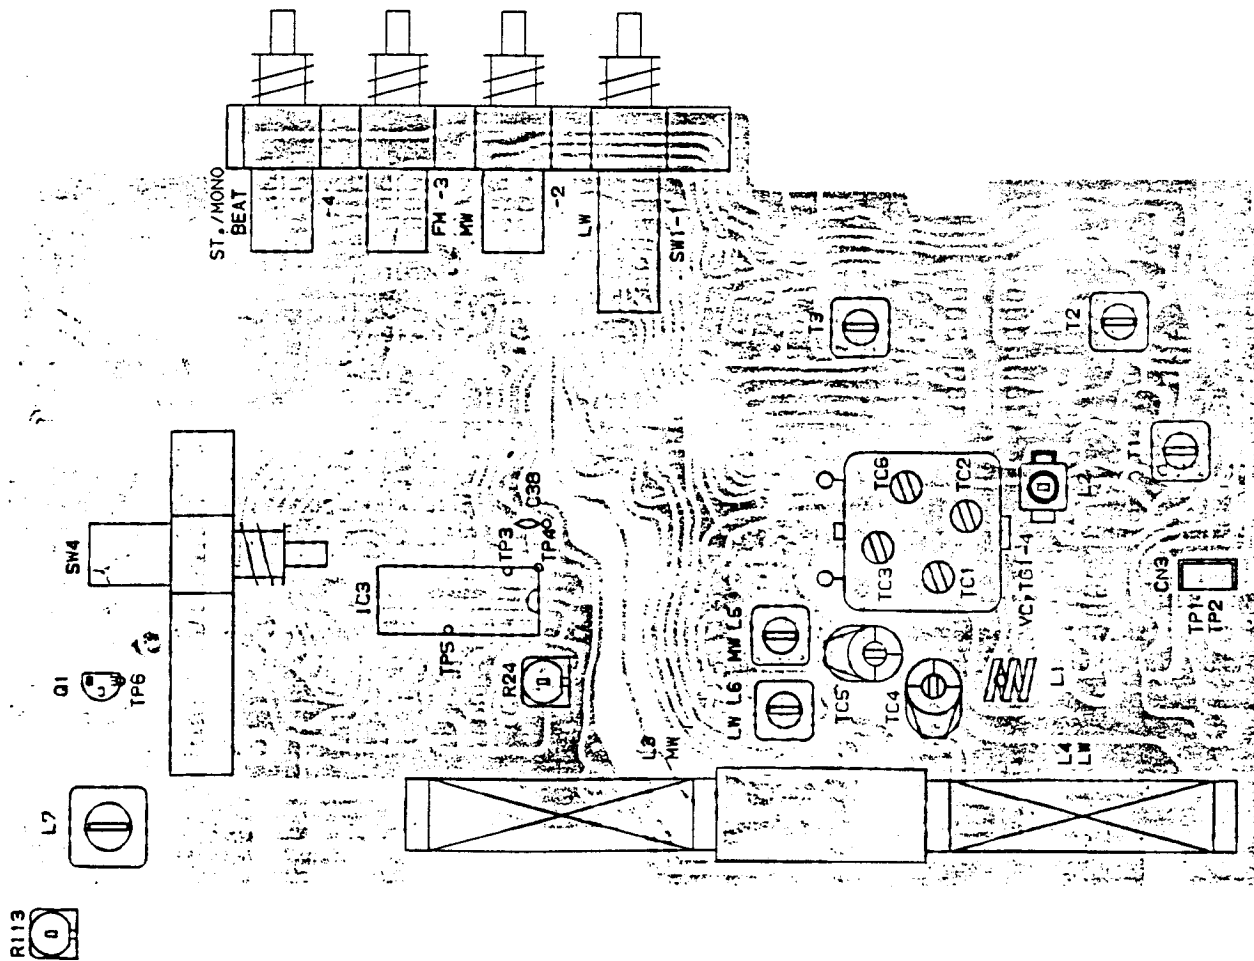 ST./MONO
BEAT
-4
FM -3
MW
-2
LW
SW1-1
T3
T2
T1
SW4
IC3
TP3
C38
TP4
TP5
R24
Q1
TP6
L7
R113
TC6
TC2
TC3
TC1
VC,TC1-4
L2
CN3
TP1
TP2
MW L5
LW L6
TC5
TC4
L1
L3
MW
L4
LW